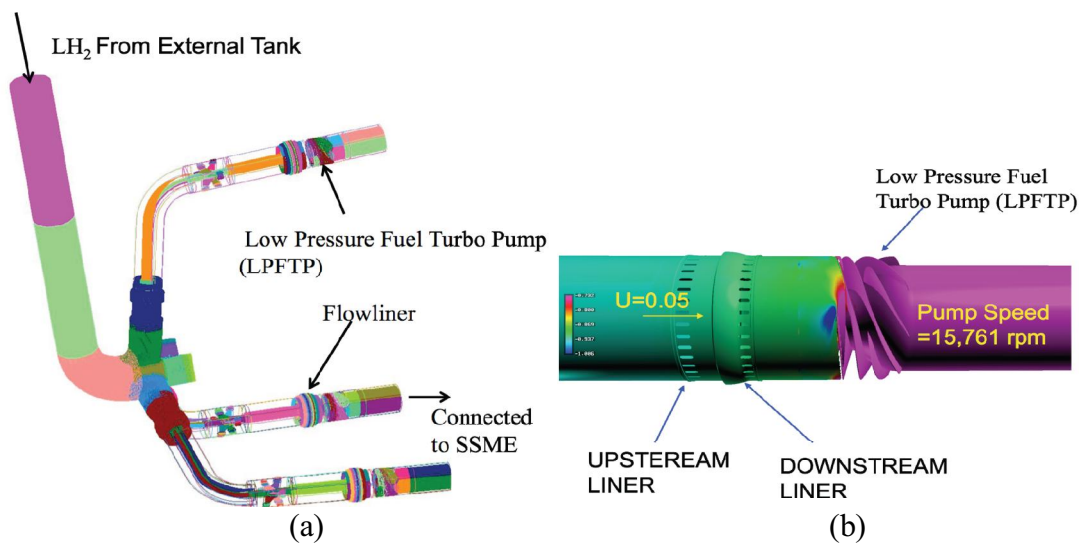 LH2 From External Tank
Low Pressure Fuel Turbo Pump
(LPFTP)
Flowliner
Connected
to SSME
(a)
Low Pressure Fuel
Turbo Pump (LPFTP)
U=0.05
Pump Speed
=15,761 rpm
UPSTEREAM
LINER
DOWNSTREAM
LINER
(b)